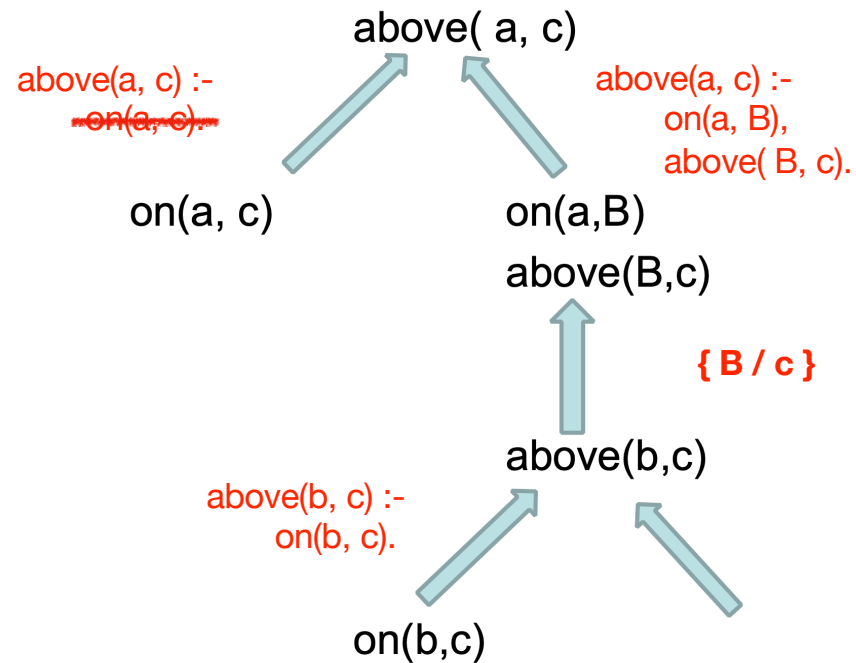 above( a, c)
above(a, c) :-
on(a, c).
above(a, c) :-
on(a, B),
above( B, c).
on(a, c)
on(a,B)
above(B,c)
{ B / c }
above(b,c)
above(b, c) :-
on(b, c).
on(b,c)